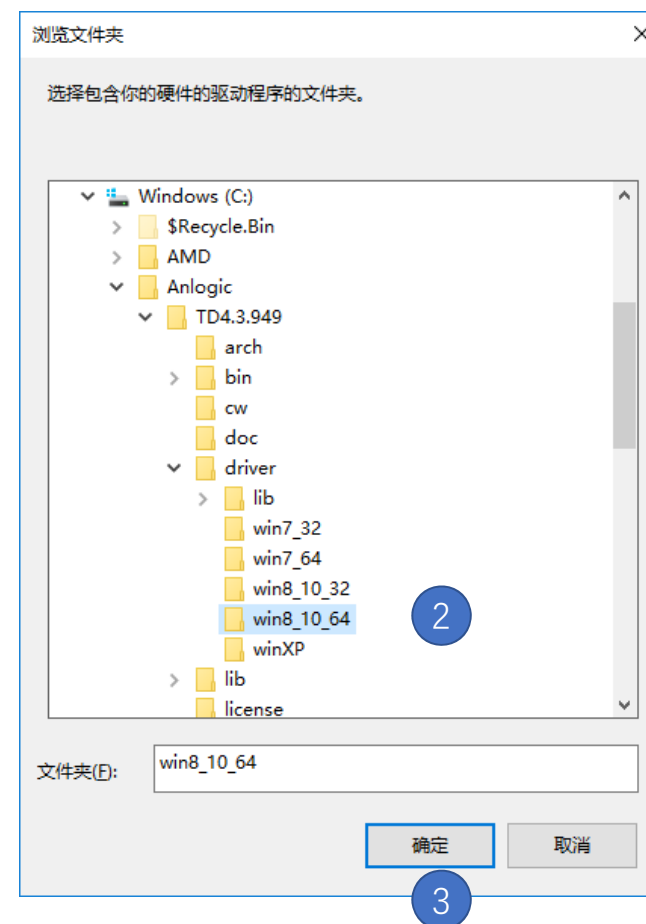 浏览文件夹
选择包含你的硬件的驱动程序的文件夹。
Windows (C:)
$Recycle.Bin
AMD
Anlogic
TD4.3.949
arch
bin
cw
doc
driver
lib
win7_32
win7_64
win8_10_32
win8_10_64
2
winXP
lib
license
文件夹(F):
win8_10_64
确定
取消
3